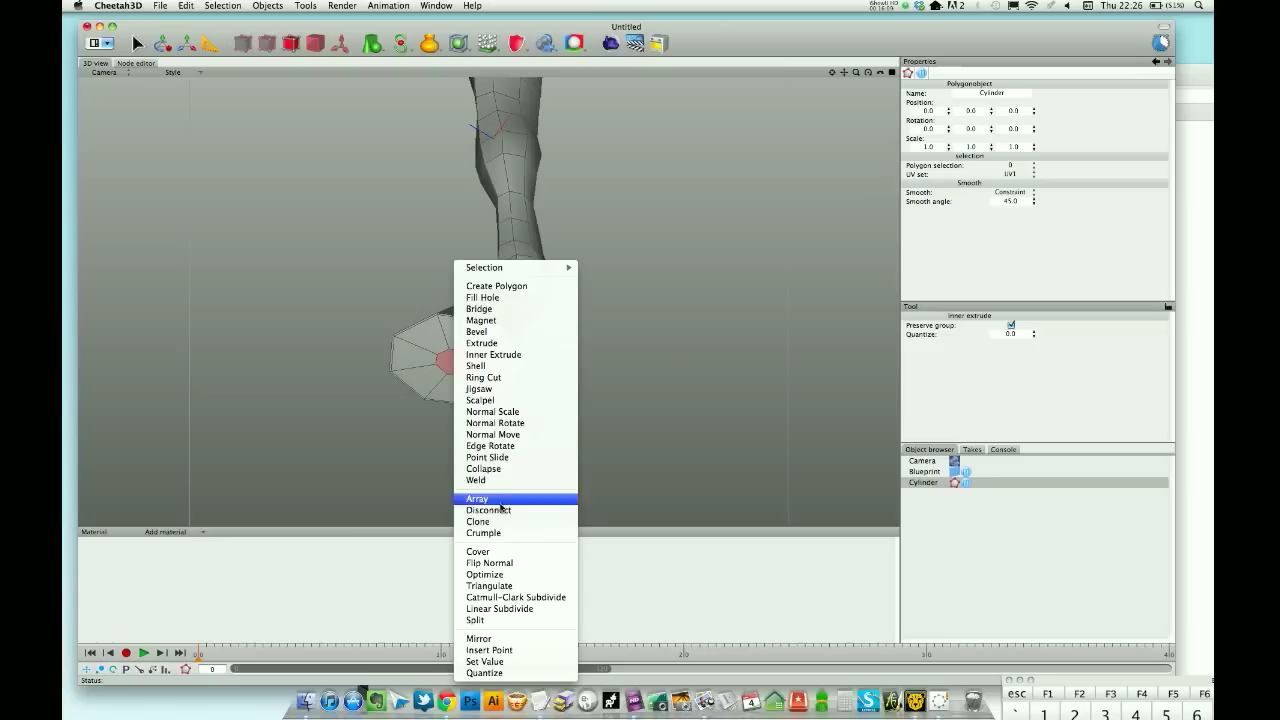 Cheetah3D File Edit Selection Objects Tools Render Animation Window Help
00:16:09
2
Thu 22:26 (51%)
Untitled
3D view Node editor
Camera Style
Properties
Polygonobject
Name: Cylinder
Position:
0.0 0.0 0.0
Rotation:
0.0 0.0 0.0
Scale:
1.0 1.0 1.0
selection
Polygon selection: 0
UV set: UV1
Smooth
Smooth: Constraint
Smooth angle: 45.0
Selection
Create Polygon
Fill Hole
Bridge
Magnet
Bevel
Extrude
Inner Extrude
Shell
Ring Cut
Jigsaw
Scalpel
Normal Scale
Normal Rotate
Normal Move
Edge Rotate
Point Slide
Collapse
Weld
Array
Disconnect
Clone
Crumple
Cover
Flip Normal
Optimize
Triangulate
Catmull-Clark Subdivide
Linear Subdivide
Split
Mirror
Insert Point
Set Value
Quantize
Tool
inner extrude
Preserve group:
Quantize: 0.0
Object browser Takes Console
Camera
Blueprint
Cylinder
Material Add material
Status:
0
esc F1 F2 F3 F4 F5 F6
` 1 2 3 4 5 6